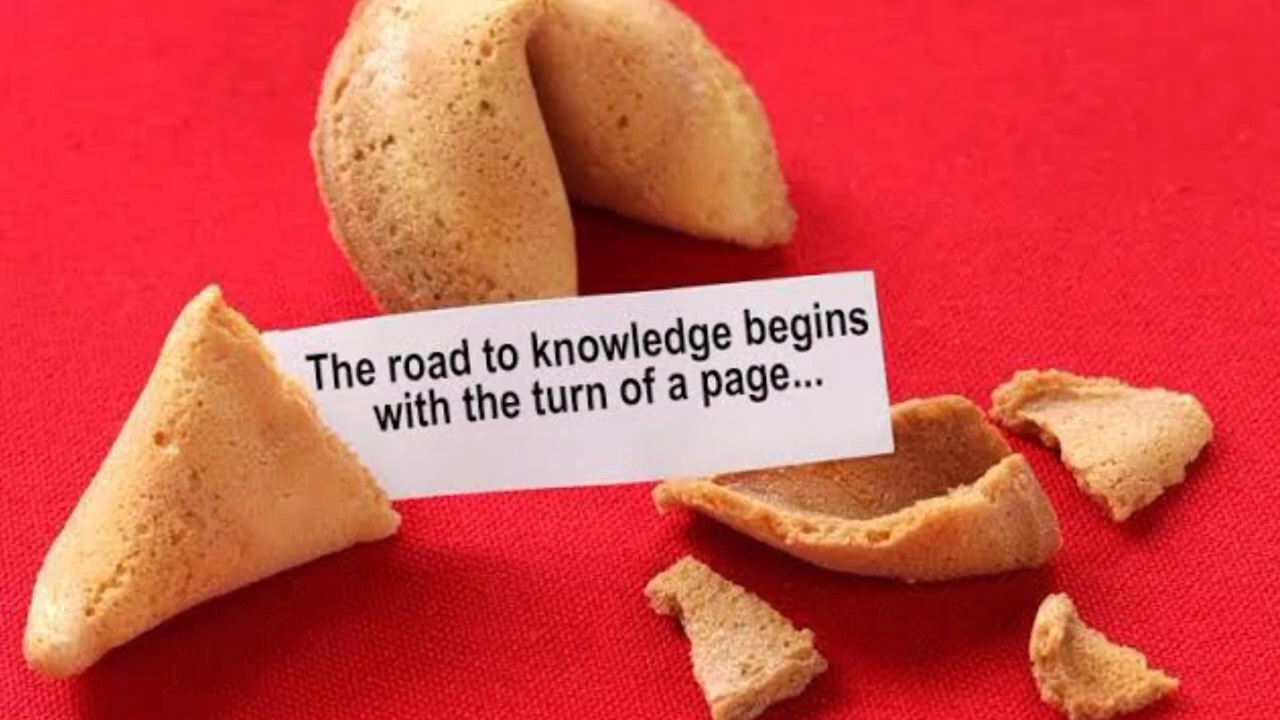 The road to knowledge begins
with the turn of a page...